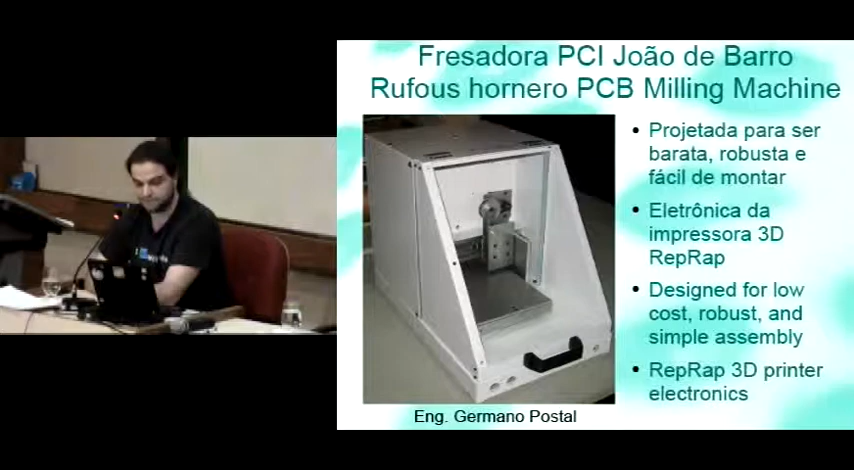 Fresadora PCI João de Barro
Rufous hornero PCB Milling Machine
• Projetada para ser
barata, robusta e
fácil de montar
• Eletrônica da
impressora 3D
RepRap
• Designed for low
cost, robust, and
simple assembly
• RepRap 3D printer
electronics
Eng. Germano Postal